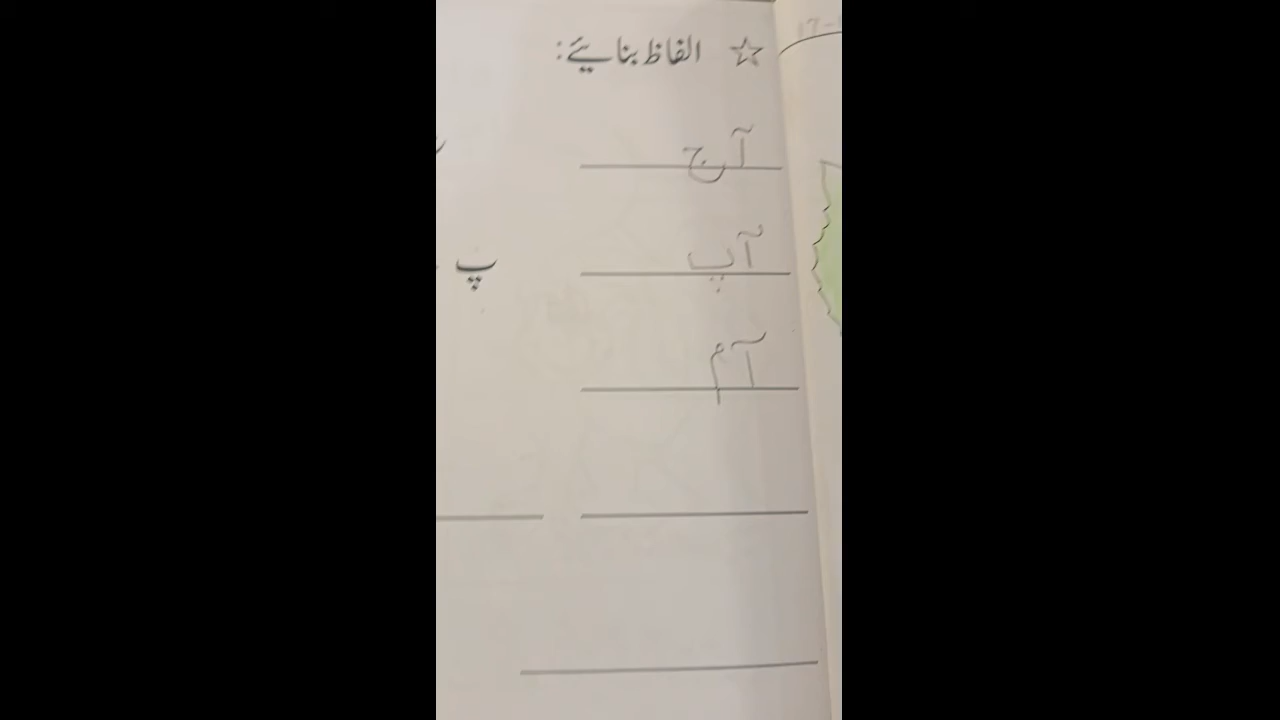 ☆ الفاظ بنایئے:
آج
آپ
پ
آم